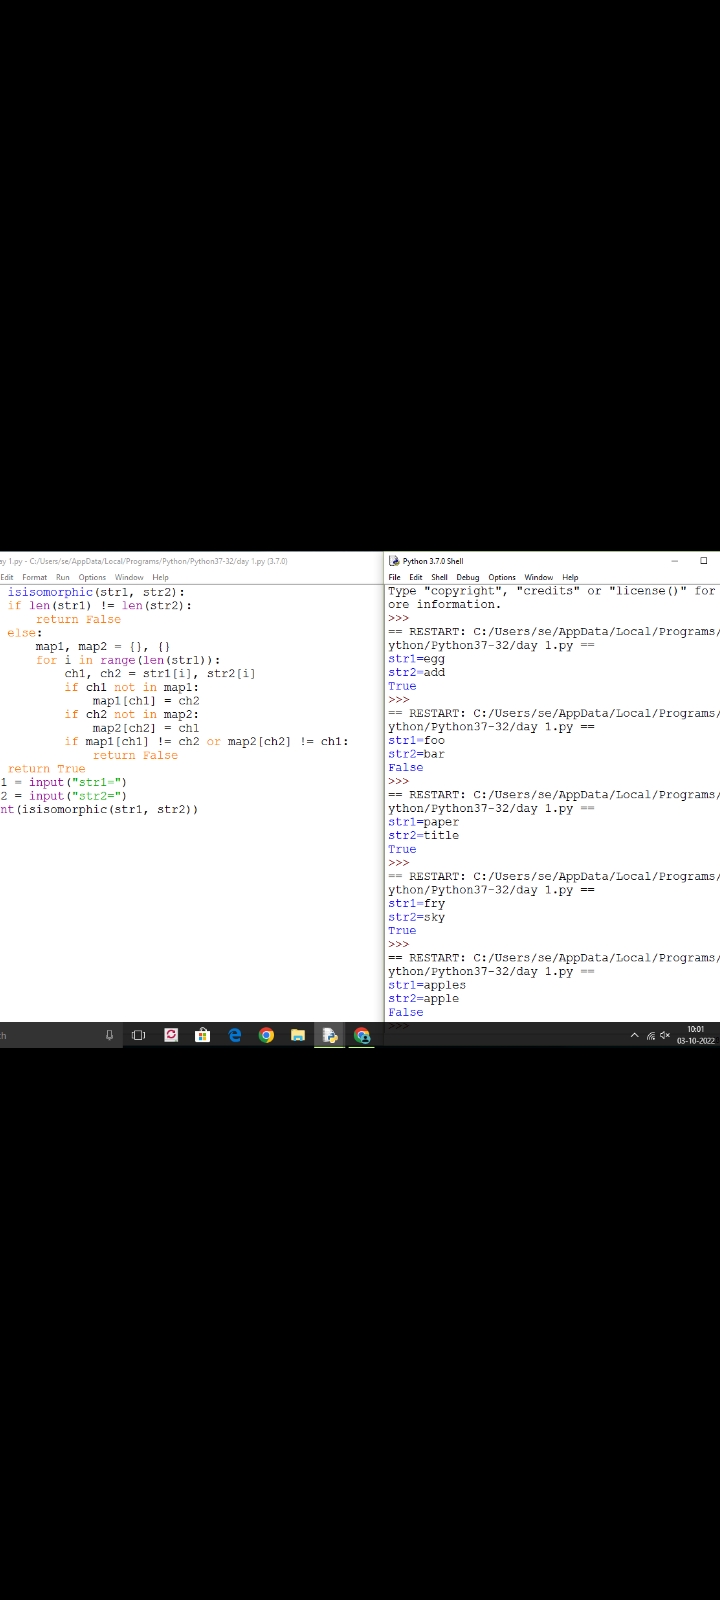 ay 1.py - C:/Users/se/AppData/Local/Programs/Python/Python37-32/day 1.py (3.7.0)
Edit Format Run Options Window Help
isisomorphic(str1, str2):
if len(str1) != len(str2):
return False
else:
map1, map2 = {}, {}
for i in range(len(str1)):
ch1, ch2 = str1[i], str2[i]
if ch1 not in map1:
map1[ch1] = ch2
if ch2 not in map2:
map2[ch2] = ch1
if map1[ch1] != ch2 or map2[ch2] != ch1:
return False
return True
1 = input("str1=")
2 = input("str2=")
nt(isisomorphic(str1, str2))
Python 3.7.0 Shell
File Edit Shell Debug Options Window Help
Type "copyright", "credits" or "license()" for
ore information.
>>>
== RESTART: C:/Users/se/AppData/Local/Programs/
ython/Python37-32/day 1.py ==
str1=egg
str2=add
True
>>>
== RESTART: C:/Users/se/AppData/Local/Programs/
ython/Python37-32/day 1.py ==
str1=foo
str2=bar
False
>>>
== RESTART: C:/Users/se/AppData/Local/Programs/
ython/Python37-32/day 1.py ==
str1=paper
str2=title
True
>>>
== RESTART: C:/Users/se/AppData/Local/Programs/
ython/Python37-32/day 1.py ==
str1=fry
str2=sky
True
>>>
== RESTART: C:/Users/se/AppData/Local/Programs/
ython/Python37-32/day 1.py ==
str1=apples
str2=apple
False
>>>
ch
10:01
03-10-2022